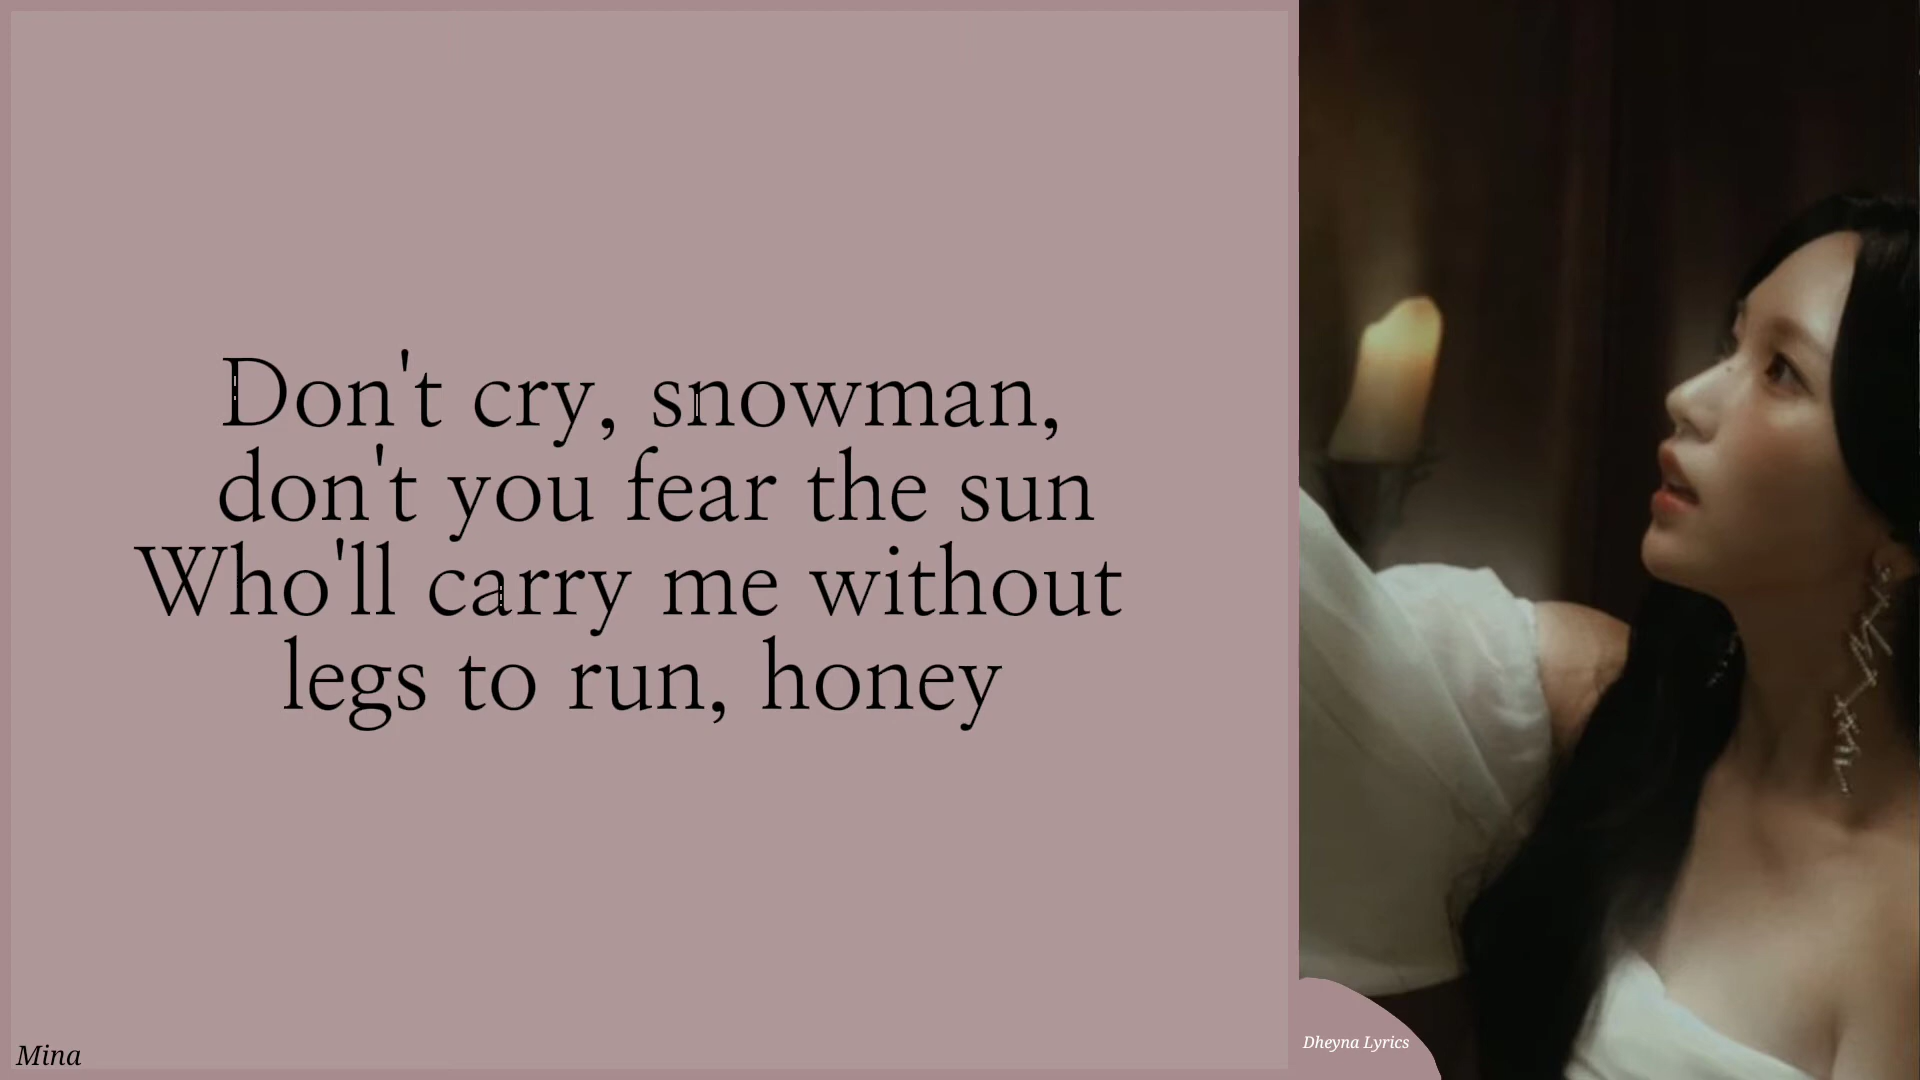 Don't cry, snowman,
don't you fear the sun
Who'll carry me without
legs to run, honey
Mina
Dheyna Lyrics